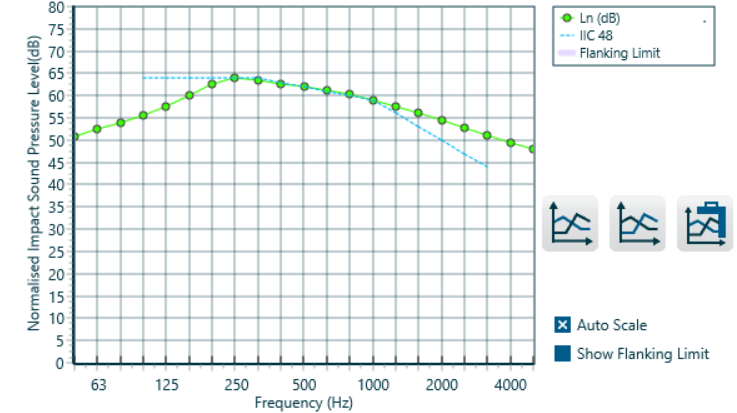 80
75
70
65
60
55
50
45
40
35
30
25
20
15
10
5
0
Normalised Impact Sound Pressure Level(dB)
63 125 250 500 1000 2000 4000
Frequency (Hz)
Ln (dB)
IIC 48
Flanking Limit
Auto Scale
Show Flanking Limit